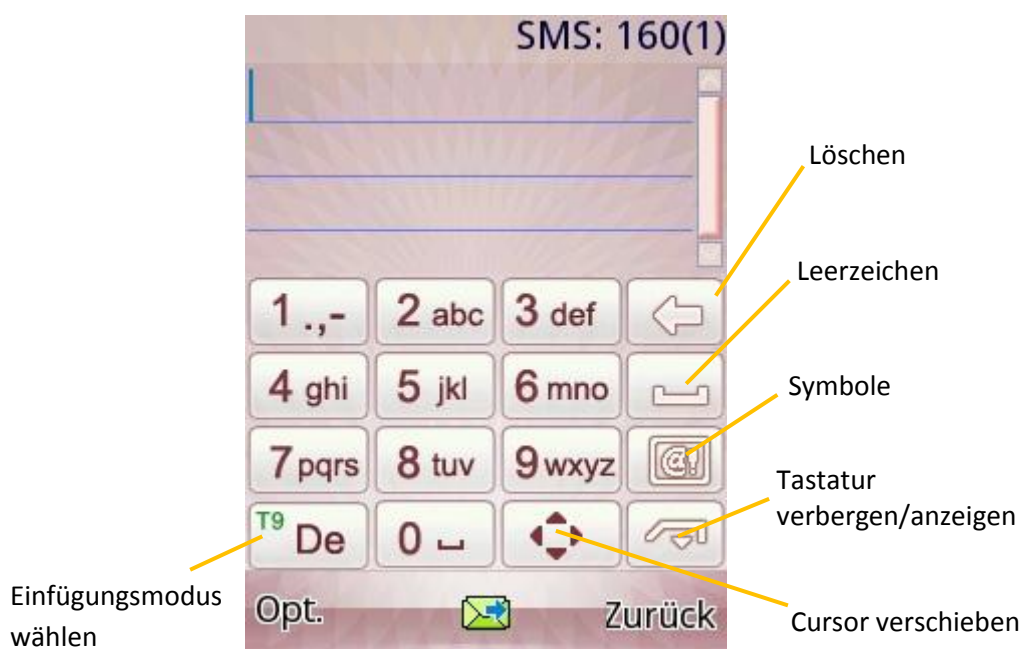 SMS: 160(1)
Löschen
Leerzeichen
1 .,- 2 abc 3 def
4 ghi 5 jkl 6 mno
Symbole
7 pqrs 8 tuv 9 wxyz @!
Tastatur
verbergen/anzeigen
T9 De 0
Einfügungsmodus
wählen
Opt. Zurück
Cursor verschieben